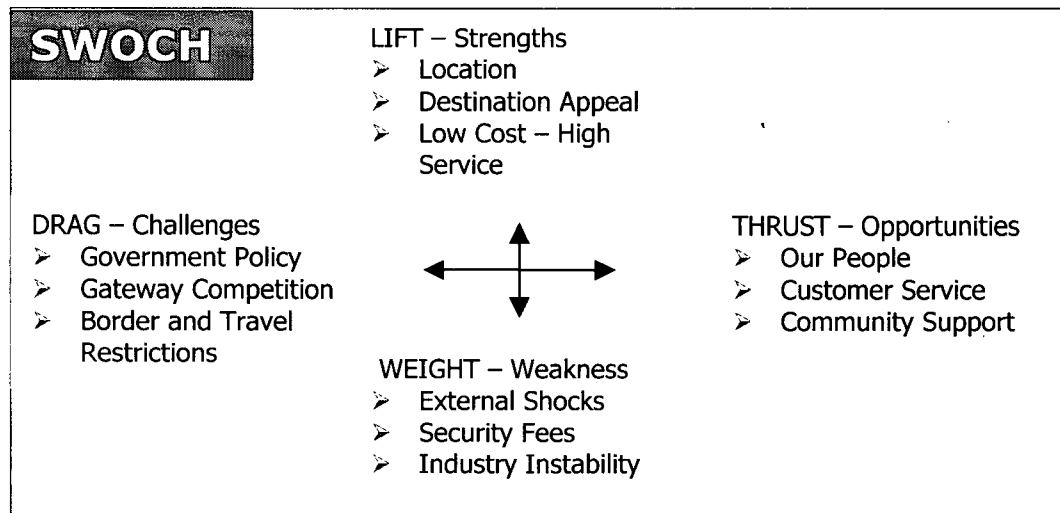 SWOCH
LIFT – Strengths
➢ Location
➢ Destination Appeal
➢ Low Cost – High
Service
DRAG – Challenges
➢ Government Policy
➢ Gateway Competition
➢ Border and Travel
Restrictions
THRUST – Opportunities
➢ Our People
➢ Customer Service
➢ Community Support
WEIGHT – Weakness
➢ External Shocks
➢ Security Fees
➢ Industry Instability